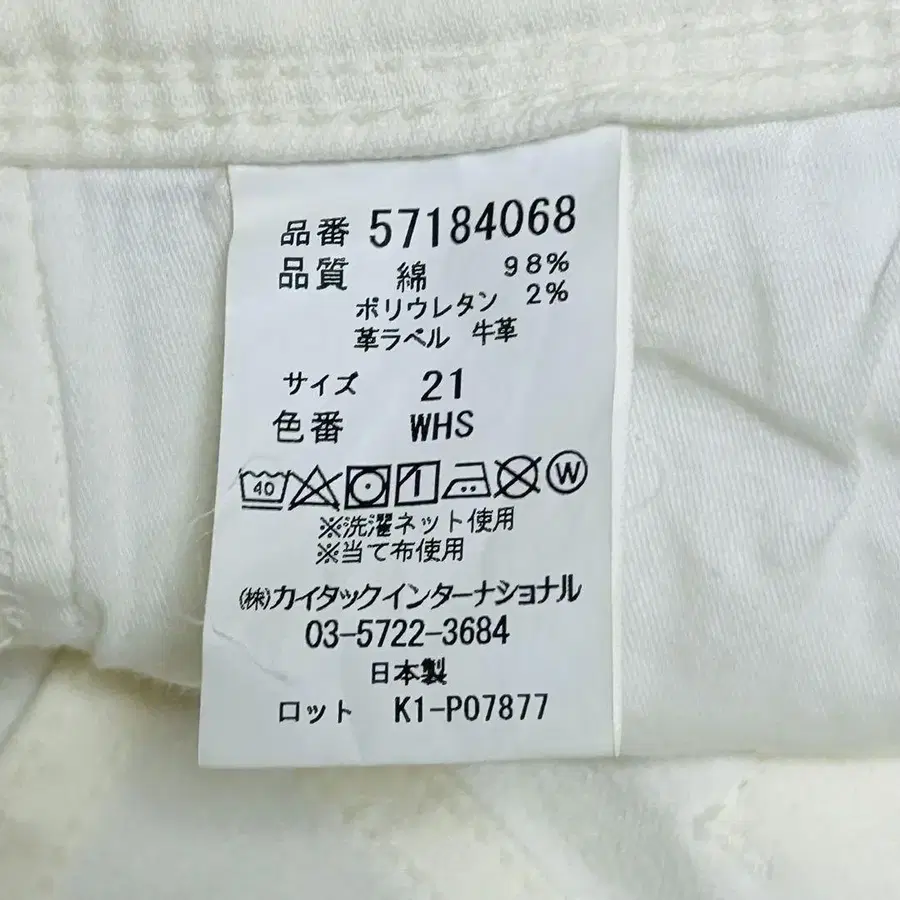 品番 57184068
品質 綿 98%
ポリウレタン 2%
革ラベル 牛革
サイズ 21
色番 WHS
40 W
※洗濯ネット使用
※当て布使用
㈱カイタックインターナショナル
03-5722-3684
日本製
ロット K1-P07877